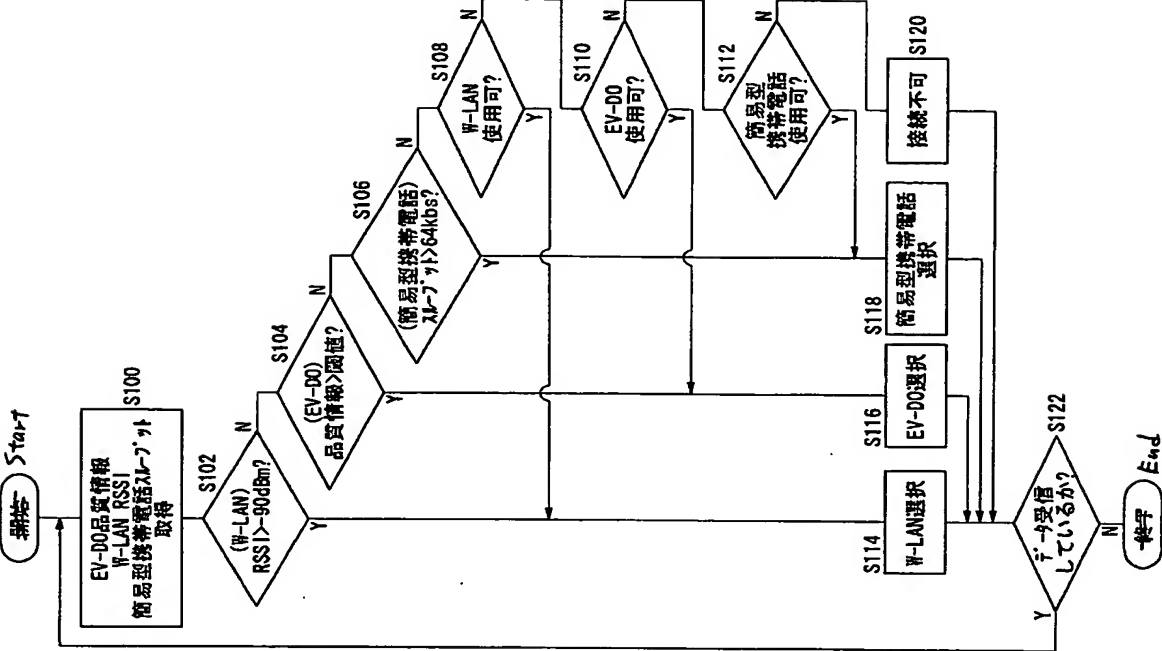 開始
Start
EV-DO品質情報
W-LAN RSSI
簡易型携帯電話スループット
取得
S100
(W-LAN)
RSSI>-90dBm?
S102
N
Y
(EV-DO)
品質情報>閾値?
S104
N
Y
(簡易型携帯電話)
スループット>64kbs?
S106
N
Y
W-LAN
使用可?
S108
N
Y
EV-DO
使用可?
S110
N
Y
簡易型
携帯電話
使用可?
S112
N
Y
S114
W-LAN選択
S116
EV-DO選択
S118
簡易型携帯電話
選択
接続不可
S120
データ受信
しているか?
S122
Y
N
終了
End